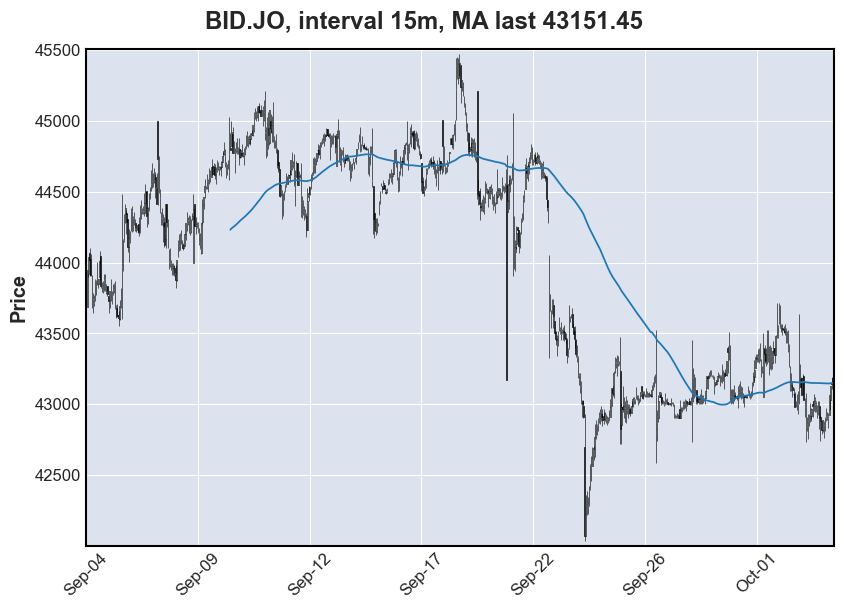 BID.JO, interval 15m, MA last 43151.45
Price
45500
45000
44500
44000
43500
43000
42500
Sep-04
Sep-09
Sep-12
Sep-17
Sep-22
Sep-26
Oct-01